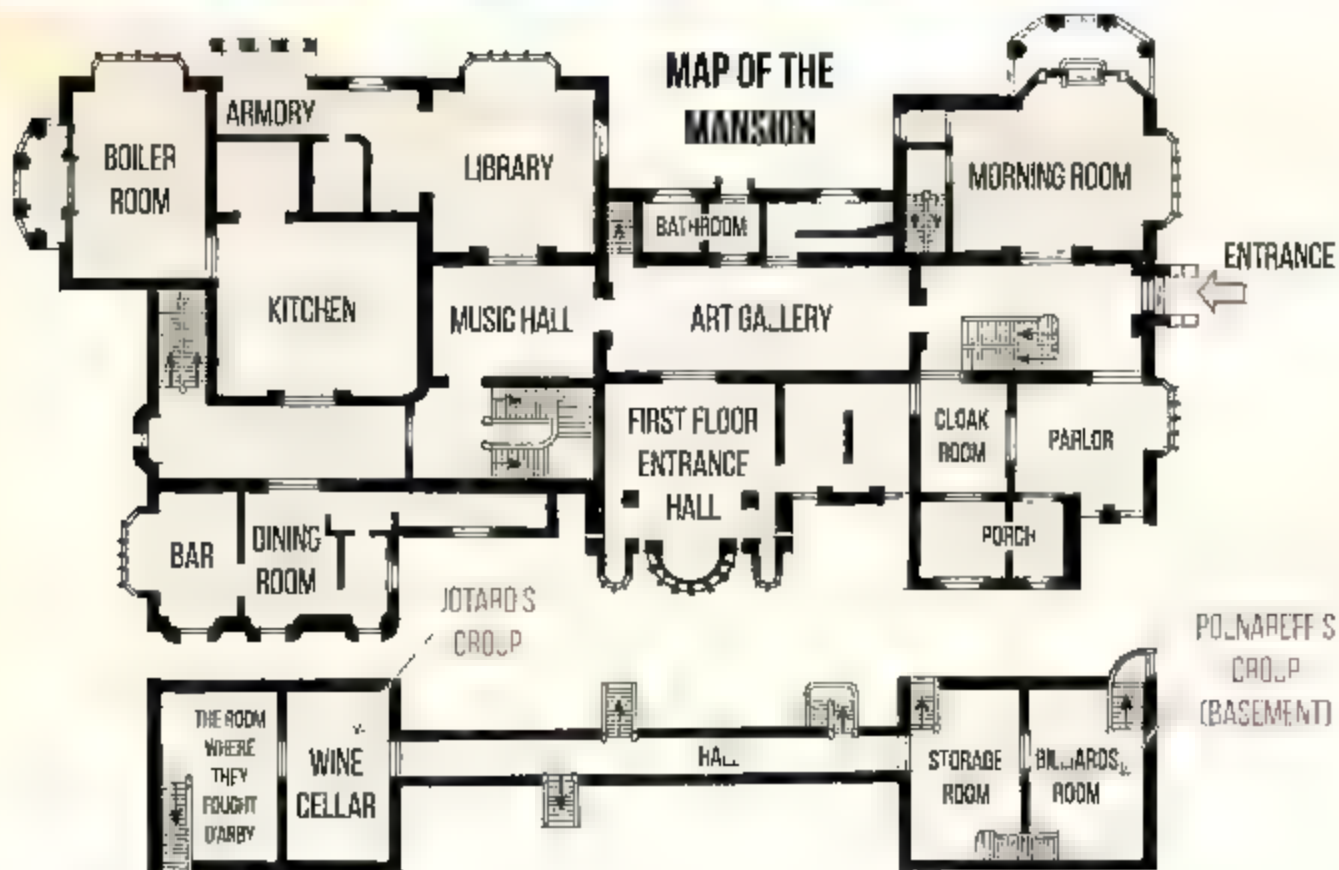 MAP OF THE
MANSION
ARMORY
BOILER
ROOM
LIBRARY
MORNING ROOM
BATHROOM
ENTRANCE
KITCHEN
MUSIC HALL
ART GALLERY
FIRST FLOOR
ENTRANCE
HALL
CLOAK
ROOM
PARLOR
PORCH
BAR
DINING
ROOM
JOTARO'S
GROUP
POLNAREFF'S
GROUP
(BASEMENT)
THE ROOM
WHERE
THEY
FOUGHT
D'ARBY
WINE
CELLAR
HALL
STORAGE
ROOM
BILLIARDS
ROOM